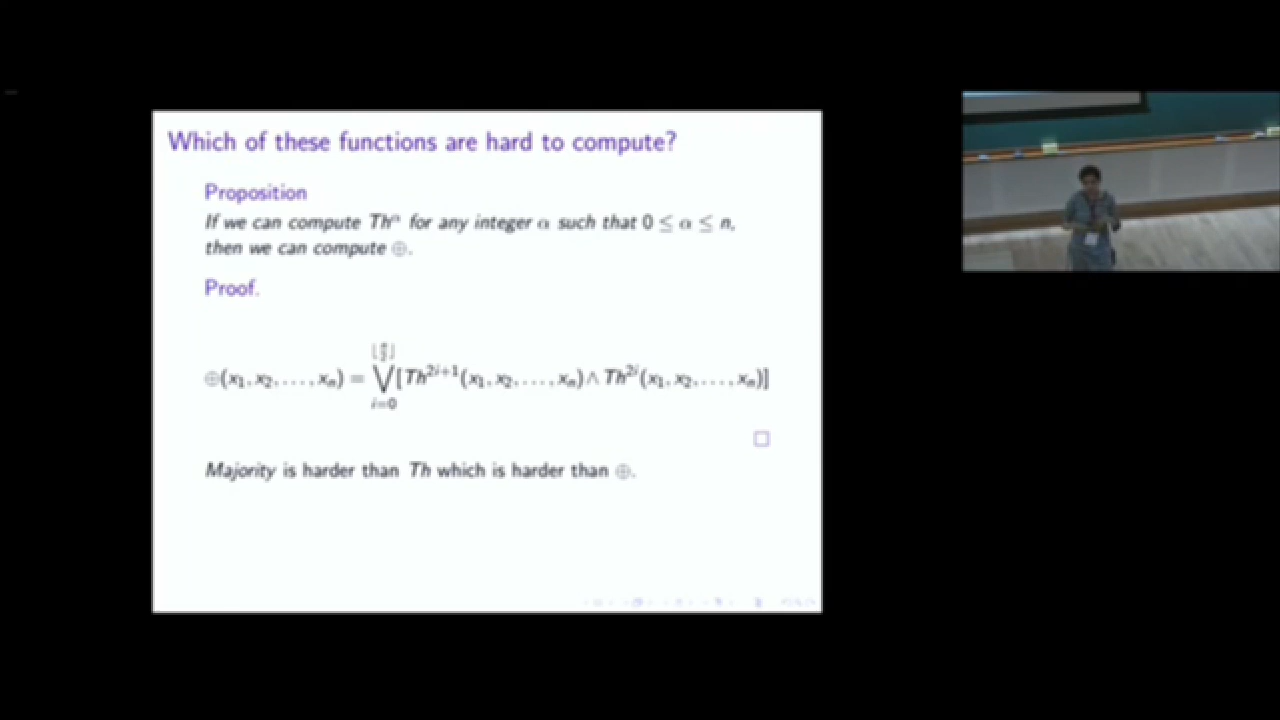 Which of these functions are hard to compute?
Proposition
If we can compute Th^α for any integer α such that 0 ≤ α ≤ n,
then we can compute ⊕.
Proof.
⊕(x₁, x₂, . . . , xₙ) = ⋁_{i=0}^{⌊n/2⌋} [Th^{2i+1}(x₁, x₂, . . . , xₙ) ∧ Th^{2i}(x₁, x₂, . . . , xₙ)]
□
Majority is harder than Th which is harder than ⊕.